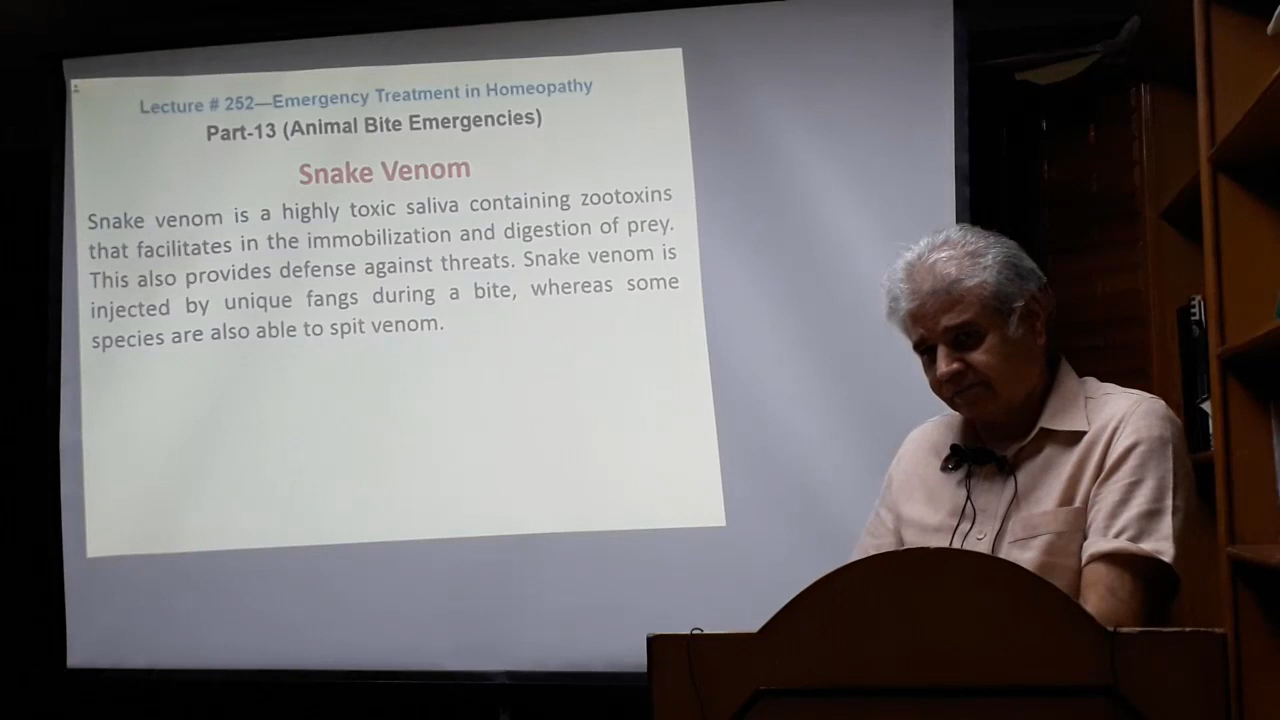 Lecture # 252—Emergency Treatment in Homeopathy
Part-13 (Animal Bite Emergencies)
Snake Venom
Snake venom is a highly toxic saliva containing zootoxins
that facilitates in the immobilization and digestion of prey.
This also provides defense against threats. Snake venom is
injected by unique fangs during a bite, whereas some
species are also able to spit venom.